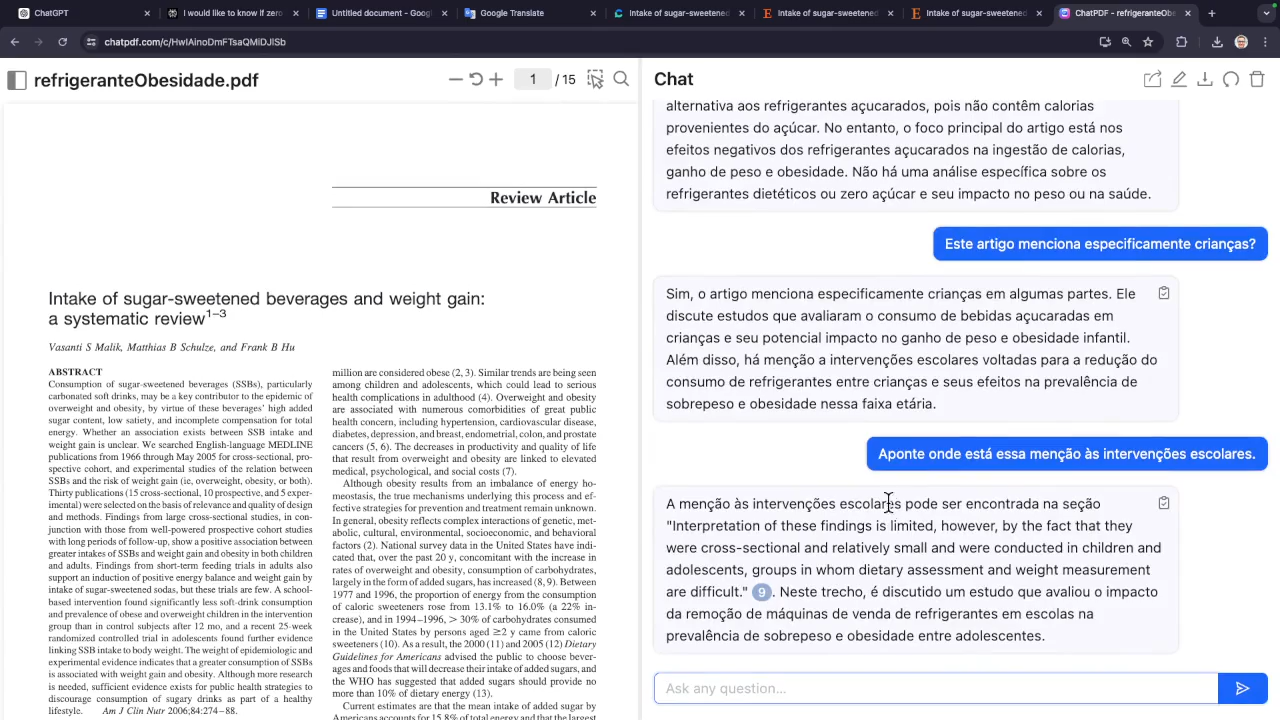 ChatGPT
I would like to know if zero
Untitled document - Goog
Google Translate
Intake of sugar-sweetened
Intake of sugar-sweetened
Intake of sugar-sweetened
ChatPDF - refrigeranteObe
chatpdf.com/c/HwIAinoDmFTsaQMiDJISb
refrigeranteObesidade.pdf
1 / 15
Review Article
Intake of sugar-sweetened beverages and weight gain:
a systematic review1–3
Vasanti S Malik, Matthias B Schulze, and Frank B Hu
ABSTRACT
Consumption of sugar-sweetened beverages (SSBs), particularly
carbonated soft drinks, may be a key contributor to the epidemic of
overweight and obesity, by virtue of these beverages' high added
sugar content, low satiety, and incomplete compensation for total
energy. Whether an association exists between SSB intake and
weight gain is unclear. We searched English-language MEDLINE
publications from 1966 through May 2005 for cross-sectional, pro-
spective cohort, and experimental studies of the relation between
SSBs and the risk of weight gain (ie, overweight, obesity, or both).
Thirty publications (15 cross-sectional, 10 prospective, and 5 exper-
imental) were selected on the basis of relevance and quality of design
and methods. Findings from large cross-sectional studies, in con-
junction with those from well-powered prospective cohort studies
with long periods of follow-up, show a positive association between
greater intakes of SSBs and weight gain and obesity in both children
and adults. Findings from short-term feeding trials in adults also
support an induction of positive energy balance and weight gain by
intake of sugar-sweetened sodas, but these trials are few. A school-
based intervention found significantly less soft-drink consumption
and prevalence of obese and overweight children in the intervention
group than in control subjects after 12 mo, and a recent 25-week
randomized controlled trial in adolescents found further evidence
linking SSB intake to body weight. The weight of epidemiologic and
experimental evidence indicates that a greater consumption of SSBs
is associated with weight gain and obesity. Although more research
is needed, sufficient evidence exists for public health strategies to
discourage consumption of sugary drinks as part of a healthy
lifestyle. Am J Clin Nutr 2006;84:274–88.
million are considered obese (2, 3). Similar trends are being seen
among children and adolescents, which could lead to serious
health complications in adulthood (4). Overweight and obesity
are associated with numerous comorbidities of great public
health concern, including hypertension, cardiovascular disease,
diabetes, depression, and breast, endometrial, colon, and prostate
cancers (5, 6). The decreases in productivity and quality of life
that result from overweight and obesity are linked to elevated
medical, psychological, and social costs (7).
Although obesity results from an imbalance of energy ho-
meostasis, the true mechanisms underlying this process and ef-
fective strategies for prevention and treatment remain unknown.
In general, obesity reflects complex interactions of genetic, met-
abolic, cultural, environmental, socioeconomic, and behavioral
factors (2). National survey data in the United States have indi-
cated that, over the past 20 y, concomitant with the increase in
rates of overweight and obesity, consumption of carbohydrates,
largely in the form of added sugars, has increased (8, 9). Between
1977 and 1996, the proportion of energy from the consumption
of caloric sweeteners rose from 13.1% to 16.0% (a 22% in-
crease), and in 1994–1996, > 30% of carbohydrates consumed
in the United States by persons aged ≥2 y came from caloric
sweeteners (10). As a result, the 2000 (11) and 2005 (12) Dietary
Guidelines for Americans advised the public to choose bever-
ages and foods that will decrease their intake of added sugars, and
the WHO has suggested that added sugars should provide no
more than 10% of dietary energy (13).
Current estimates are that the mean intake of added sugar by
Americans accounts for 15.8% of total energy and that the largest
Chat
alternativa aos refrigerantes açucarados, pois não contêm calorias
provenientes do açúcar. No entanto, o foco principal do artigo está nos
efeitos negativos dos refrigerantes açucarados na ingestão de calorias,
ganho de peso e obesidade. Não há uma análise específica sobre os
refrigerantes dietéticos ou zero açúcar e seu impacto no peso ou na saúde.
Este artigo menciona especificamente crianças?
Sim, o artigo menciona especificamente crianças em algumas partes. Ele
discute estudos que avaliaram o consumo de bebidas açucaradas em
crianças e seu potencial impacto no ganho de peso e obesidade infantil.
Além disso, há menção a intervenções escolares voltadas para a redução do
consumo de refrigerantes entre crianças e seus efeitos na prevalência de
sobrepeso e obesidade nessa faixa etária.
Aponte onde está essa menção às intervenções escolares.
A menção às intervenções escolares pode ser encontrada na seção
"Interpretation of these findings is limited, however, by the fact that they
were cross-sectional and relatively small and were conducted in children and
adolescents, groups in whom dietary assessment and weight measurement
are difficult." 9. Neste trecho, é discutido um estudo que avaliou o impacto
da remoção de máquinas de venda de refrigerantes em escolas na
prevalência de sobrepeso e obesidade entre adolescentes.
Ask any question...